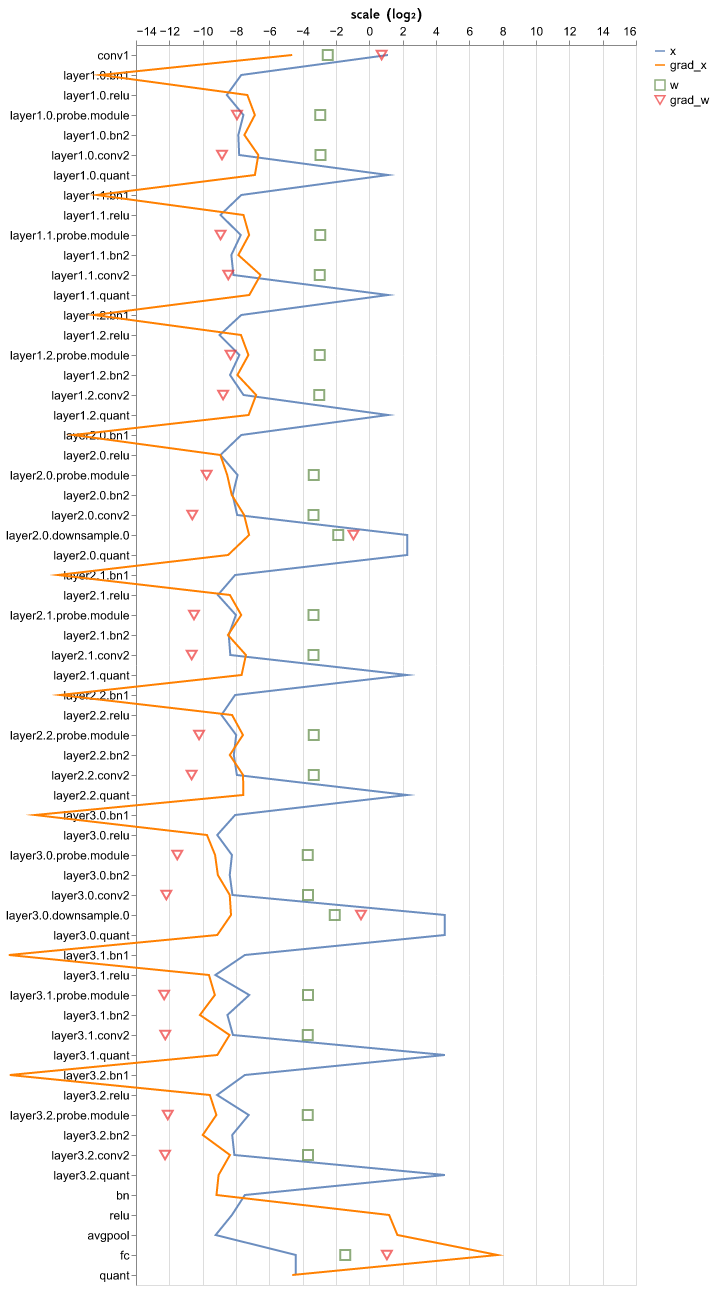 scale (log₂)
−14 −12 −10 −8 −6 −4 −2 0 2 4 6 8 10 12 14 16
x
grad_x
w
grad_w
conv1
layer1.0.bn1
layer1.0.relu
layer1.0.probe.module
layer1.0.bn2
layer1.0.conv2
layer1.0.quant
layer1.1.bn1
layer1.1.relu
layer1.1.probe.module
layer1.1.bn2
layer1.1.conv2
layer1.1.quant
layer1.2.bn1
layer1.2.relu
layer1.2.probe.module
layer1.2.bn2
layer1.2.conv2
layer1.2.quant
layer2.0.bn1
layer2.0.relu
layer2.0.probe.module
layer2.0.bn2
layer2.0.conv2
layer2.0.downsample.0
layer2.0.quant
layer2.1.bn1
layer2.1.relu
layer2.1.probe.module
layer2.1.bn2
layer2.1.conv2
layer2.1.quant
layer2.2.bn1
layer2.2.relu
layer2.2.probe.module
layer2.2.bn2
layer2.2.conv2
layer2.2.quant
layer3.0.bn1
layer3.0.relu
layer3.0.probe.module
layer3.0.bn2
layer3.0.conv2
layer3.0.downsample.0
layer3.0.quant
layer3.1.bn1
layer3.1.relu
layer3.1.probe.module
layer3.1.bn2
layer3.1.conv2
layer3.1.quant
layer3.2.bn1
layer3.2.relu
layer3.2.probe.module
layer3.2.bn2
layer3.2.conv2
layer3.2.quant
bn
relu
avgpool
fc
quant